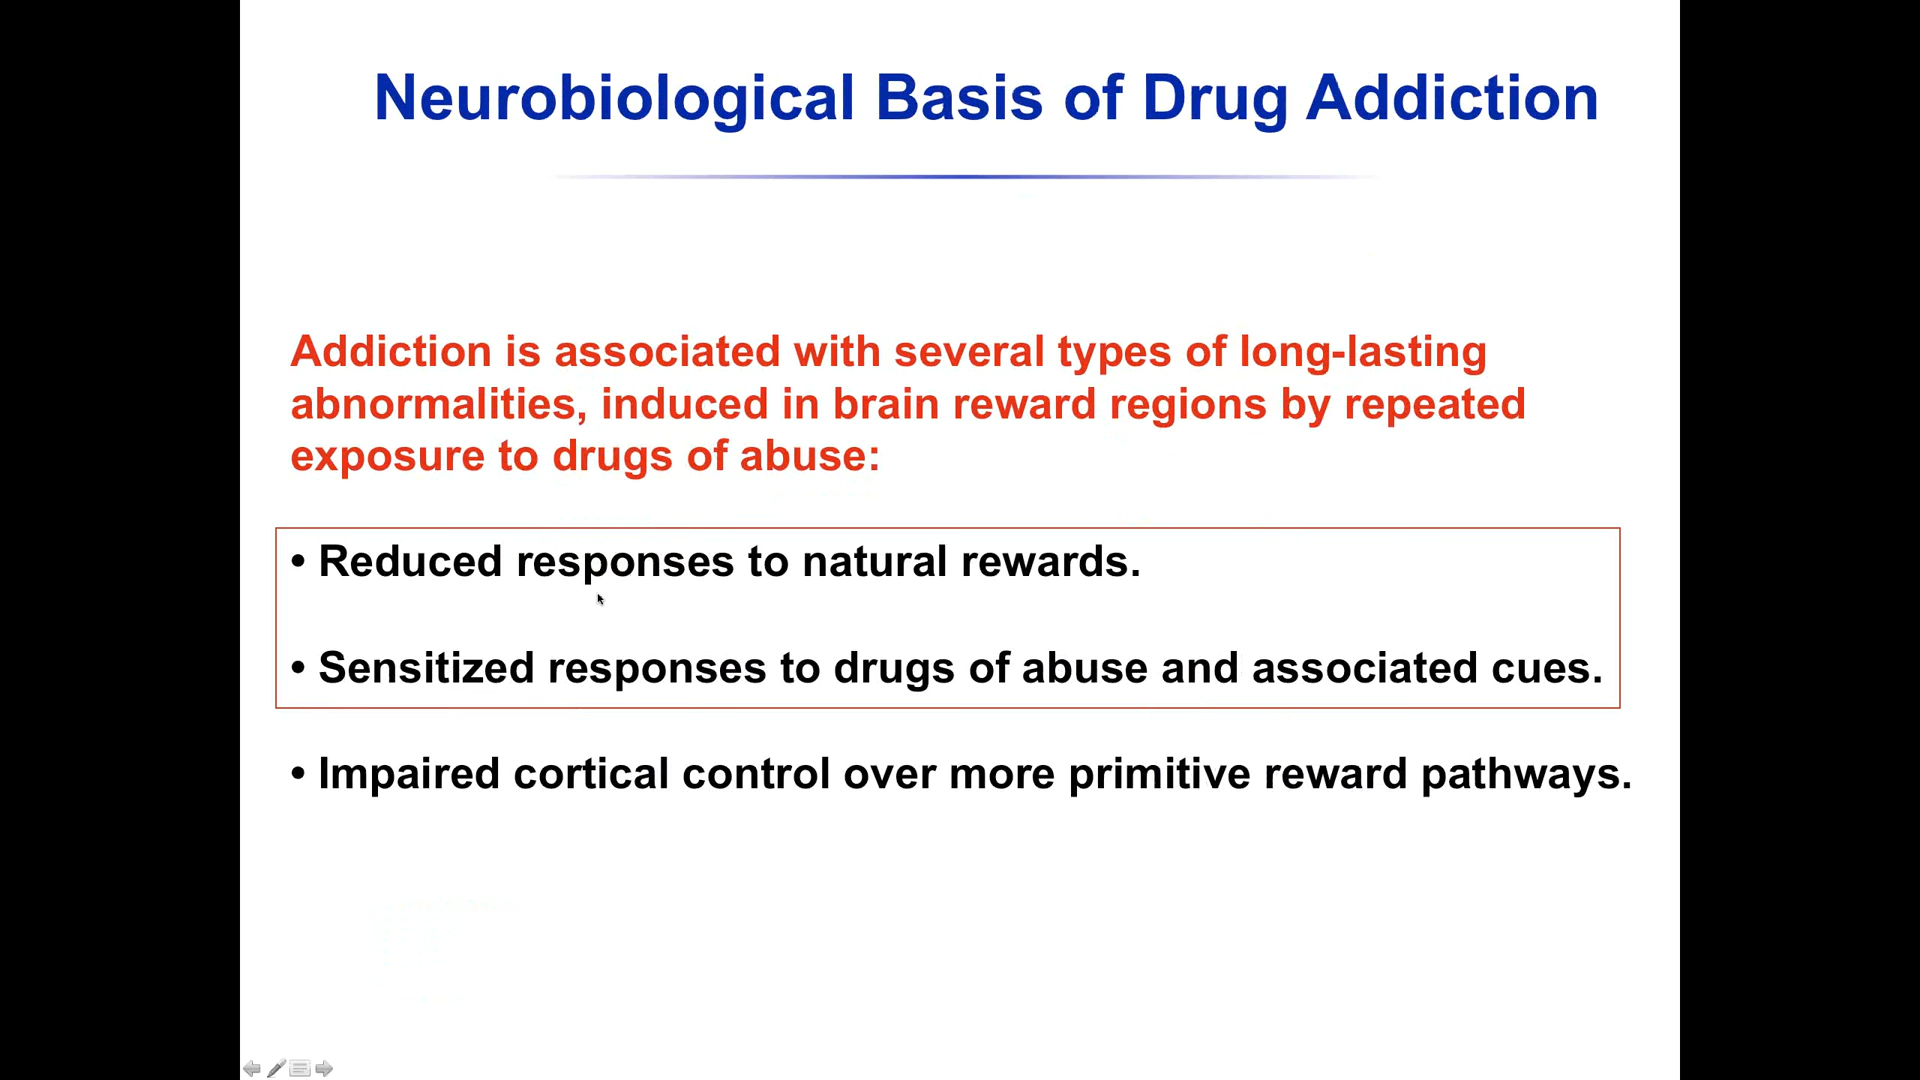 Neurobiological Basis of Drug Addiction
Addiction is associated with several types of long-lasting
abnormalities, induced in brain reward regions by repeated
exposure to drugs of abuse:
• Reduced responses to natural rewards.
• Sensitized responses to drugs of abuse and associated cues.
• Impaired cortical control over more primitive reward pathways.